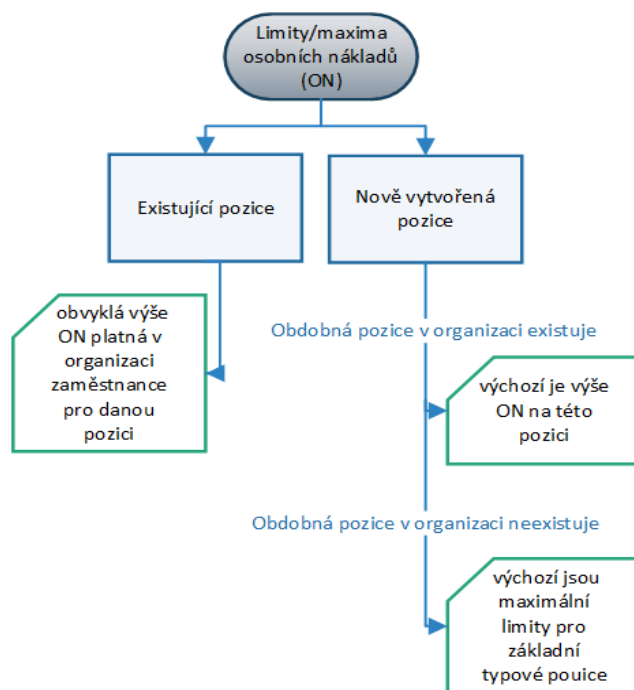 Limity/maxima
osobních nákladů
(ON)
Existující pozice
Nově vytvořená
pozice
obvyklá výše
ON platná v
organizaci
zaměstnance
pro danou
pozici
Obdobná pozice v organizaci existuje
výchozí je výše
ON na této
pozici
Obdobná pozice v organizaci neexistuje
výchozí jsou
maximální
limity pro
základní
typové pouice